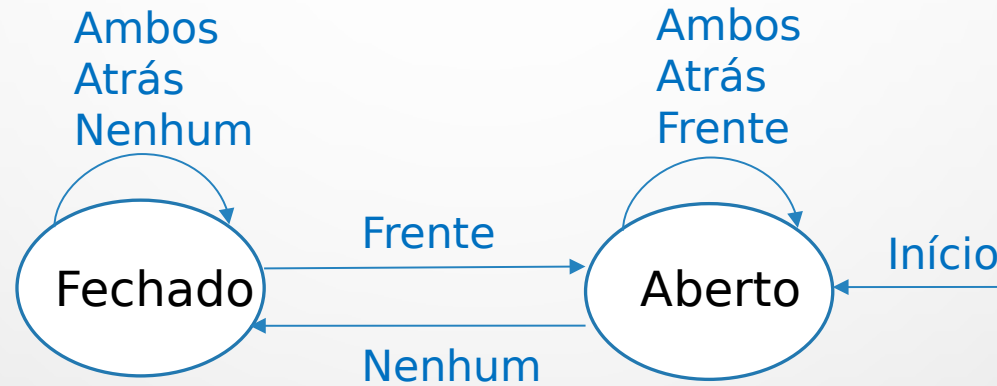 Ambos
Atrás
Nenhum
Ambos
Atrás
Frente
Frente
Início
Fechado
Aberto
Nenhum